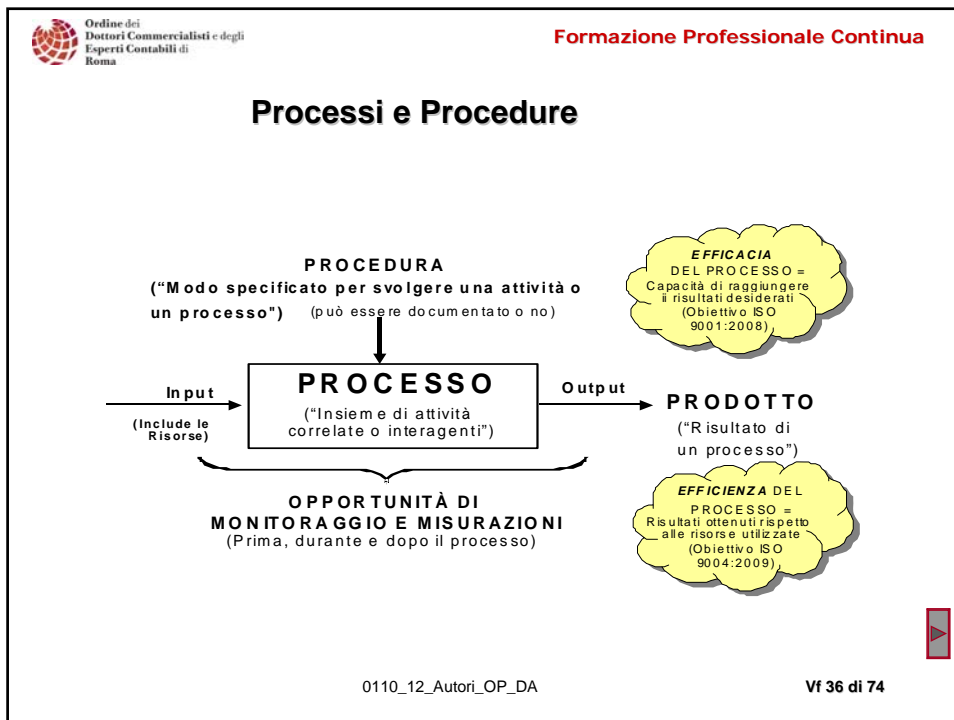 Ordine dei
Dottori Commercialisti e degli
Esperti Contabili di
Roma
Formazione Professionale Continua
Processi e Procedure
PROCEDURA
(“Modo specificato per svolgere una attività o
un processo") (può essere documentato o no)
EFFICACIA
DEL PROCESSO =
Capacità di raggiungere
ii risultati desiderati
(Obiettivo ISO
9001:2008)
Input
(Include le
Risorse)
PROCESSO
(“Insieme di attività
correlate o interagenti”)
Output
PRODOTTO
(“Risultato di
un processo”)
OPPORTUNITÀ DI
MONITORAGGIO E MISURAZIONI
(Prima, durante e dopo il processo)
EFFICIENZA DEL
PROCESSO =
Risultati ottenuti rispetto
alle risorse utilizzate
(Obiettivo ISO
9004:2009)
0110_12_Autori_OP_DA
Vf 36 di 74